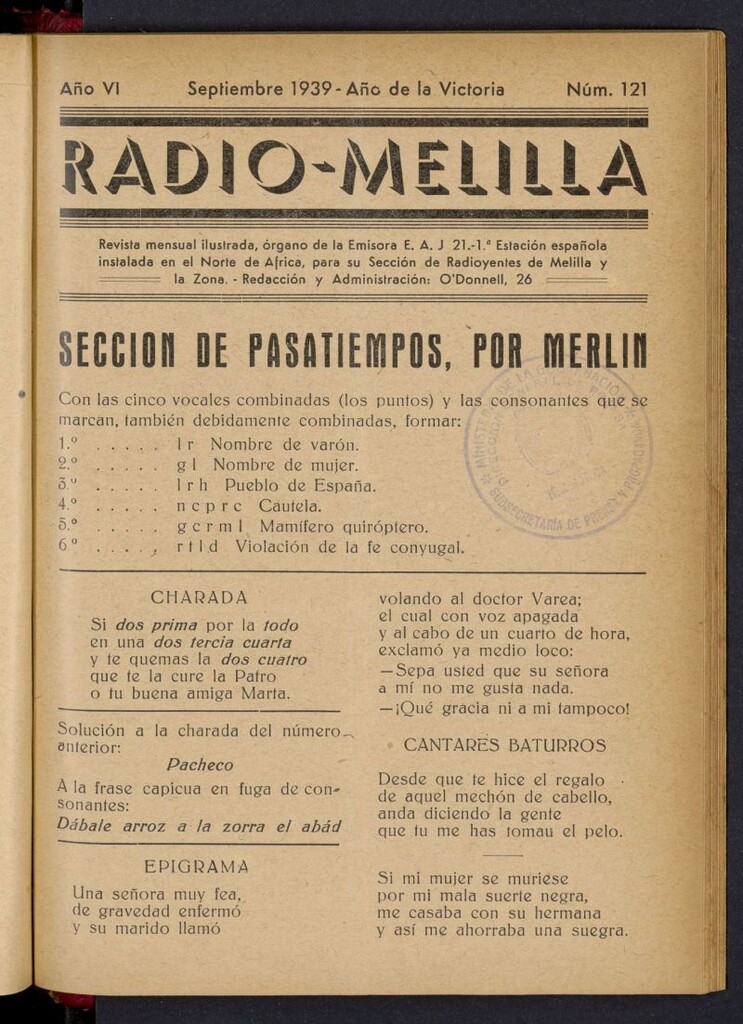 Año VI Septiembre 1939 - Año de la Victoria Núm. 121
RADIO-MELILLA
Revista mensual ilustrada, órgano de la Emisora E. A. J 21.-1.ª Estación española
instalada en el Norte de Africa, para su Sección de Radioyentes de Melilla y
la Zona. - Redacción y Administración: O'Donnell, 26
SECCION DE PASATIEMPOS, POR MERLIN
Con las cinco vocales combinadas (los puntos) y las consonantes que se
marcan, también debidamente combinadas, formar:
1.º . . . . . l r Nombre de varón.
2.º . . . . . g l Nombre de mujer.
3.º . . . . . l r h Pueblo de España.
4.º . . . . . n c p r c Cautela.
5.º . . . . . g c r m l Mamífero quiróptero.
6º . . . . , r t l d Violación de la fe conyugal.
CHARADA
Si dos prima por la todo
en una dos tercia cuarta
y te quemas la dos cuatro
que te la cure la Patro
o tu buena amiga Marta.
Solución a la charada del número
anterior:
Pacheco
A la frase capicua en fuga de con-
sonantes:
Dábale arroz a la zorra el abád
EPIGRAMA
Una señora muy fea,
de gravedad enfermó
y su marido llamó
volando al doctor Varea;
el cual con voz apagada
y al cabo de un cuarto de hora,
exclamó ya medio loco:
—Sepa usted que su señora
a mí no me gusta nada.
—¡Qué gracia ni a mi tampoco!
CANTARES BATURROS
Desde que te hice el regalo
de aquel mechón de cabello,
anda diciendo la gente
que tu me has tomau el pelo.
Si mi mujer se muriése
por mi mala suerte negra,
me casaba con su hermana
y así me ahorraba una suegra.
SUBSECRETARÍA DE PRENSA Y PROPAGANDA